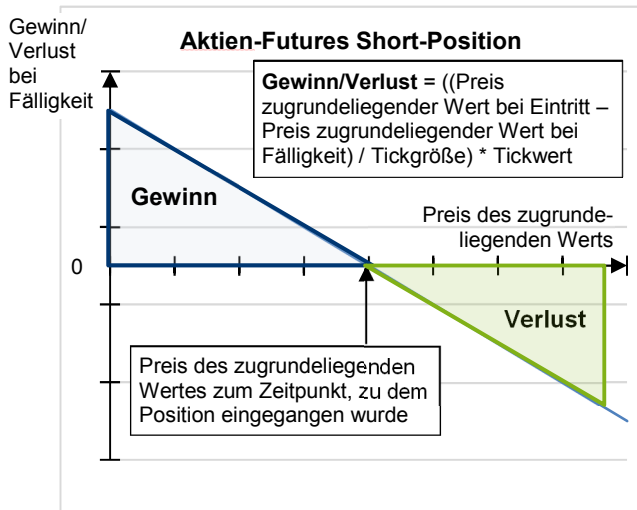 Gewinn/
Verlust
bei
Fälligkeit
Aktien-Futures Short-Position
Gewinn/Verlust = ((Preis
zugrundeliegender Wert bei Eintritt –
Preis zugrundeliegender Wert bei
Fälligkeit) / Tickgröße) * Tickwert
Gewinn
Preis des zugrunde-
liegenden Werts
0
Verlust
Preis des zugrundeliegenden
Wertes zum Zeitpunkt, zu dem
Position eingegangen wurde